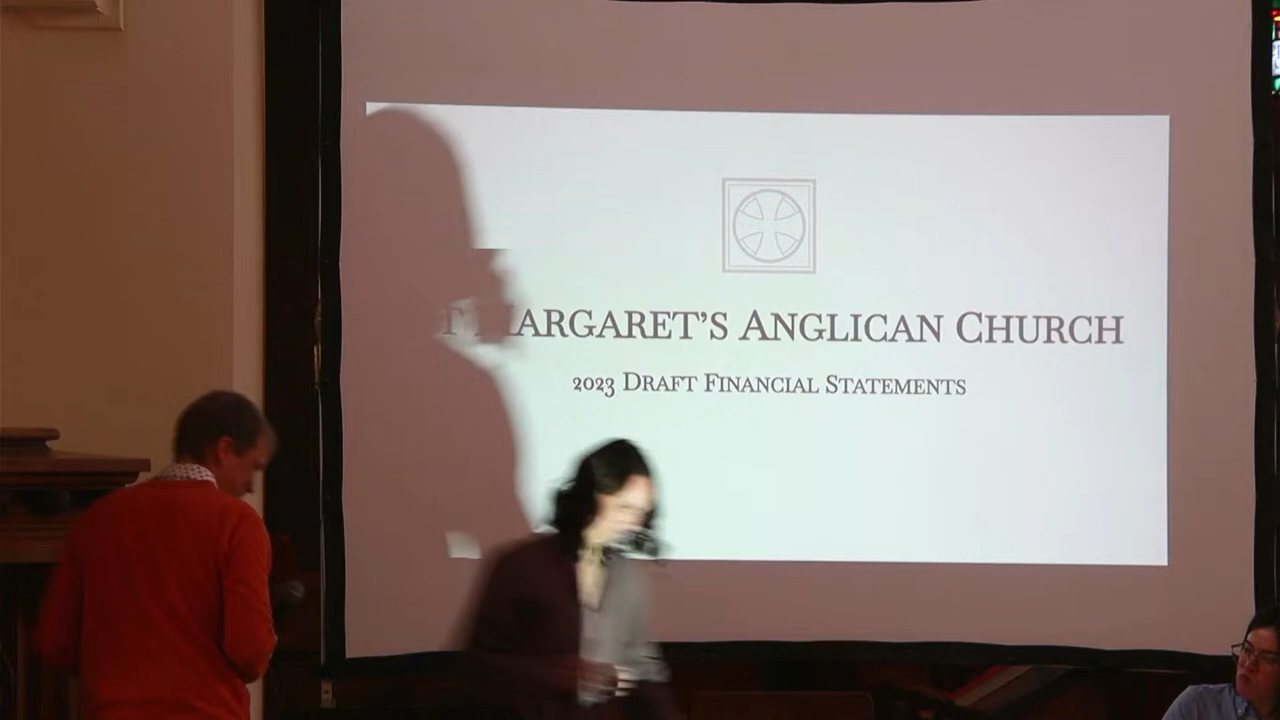 MARGARET'S ANGLICAN CHURCH
2023 DRAFT FINANCIAL STATEMENTS